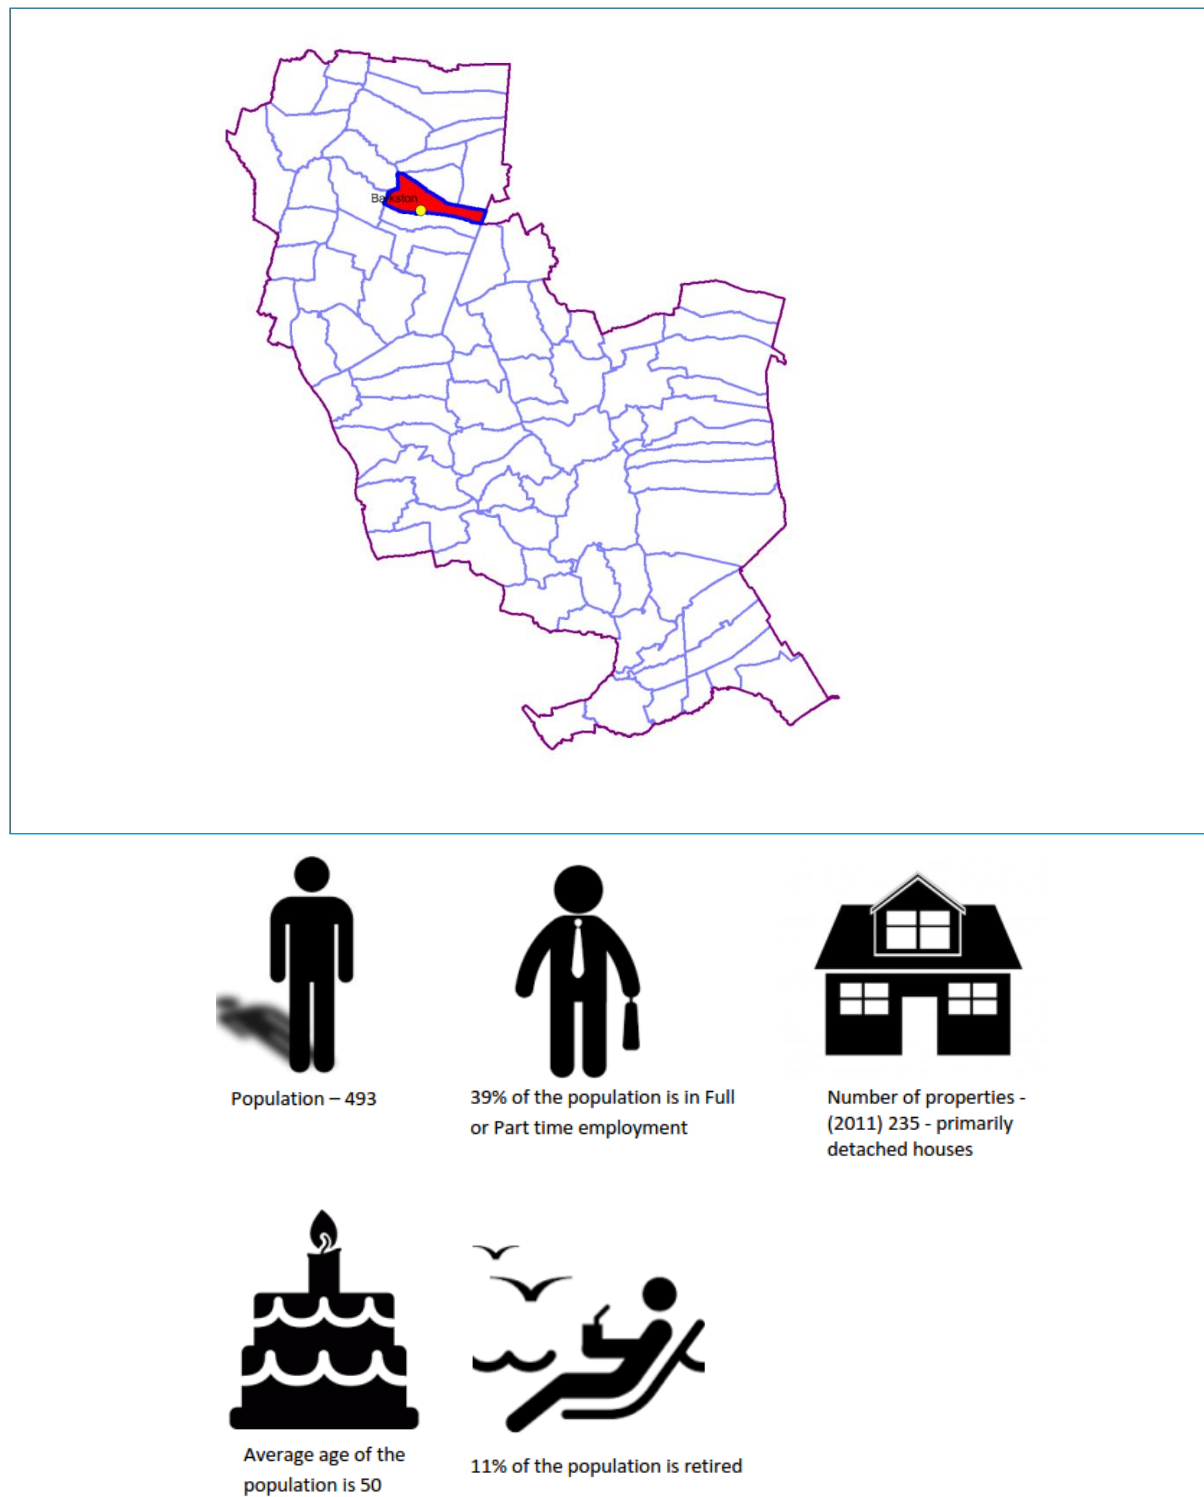 Barkston
Population – 493
39% of the population is in Full
or Part time employment
Number of properties -
(2011) 235 - primarily
detached houses
Average age of the
population is 50
11% of the population is retired